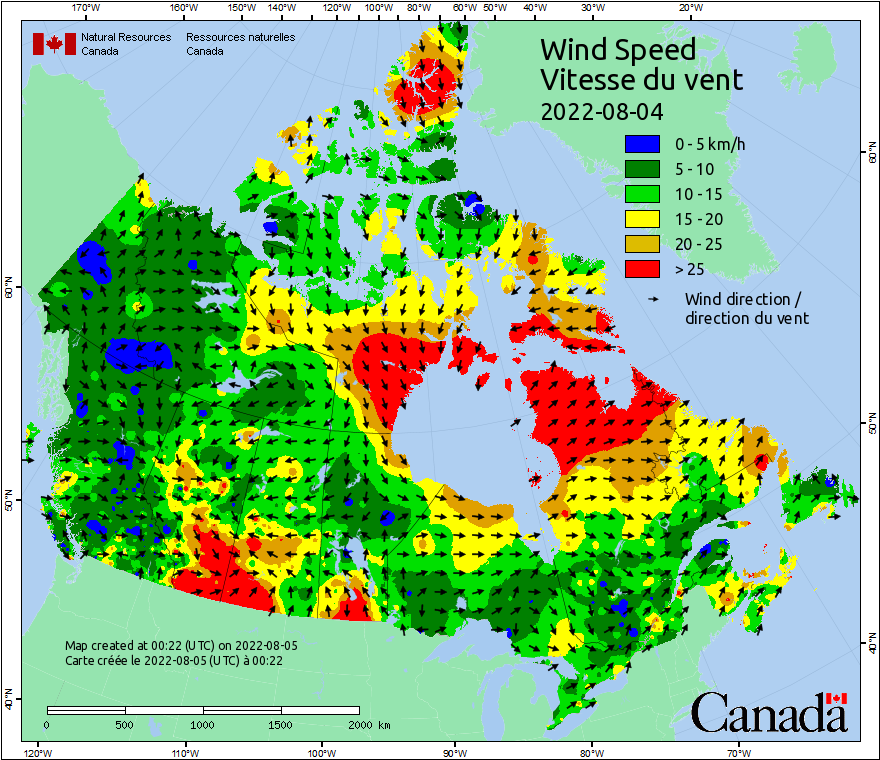 170°W 160°W 150°W 140°W 130°W 120°W 110°W 100°W 90°W 80°W 60°W 50°W 40°W 30°W 20°W
Natural Resources Canada
Ressources naturelles Canada
Wind Speed
Vitesse du vent
2022-08-04
0 - 5 km/h
5 - 10
10 - 15
15 - 20
20 - 25
> 25
Wind direction /
direction du vent
60°N
50°N
40°N
60°N
50°N
40°N
Map created at 00:22 (UTC) on 2022-08-05
Carte créée le 2022-08-05 (UTC) à 00:22
0 500 1000 1500 2000 km
Canada
120°W 110°W 100°W 90°W 80°W 70°W